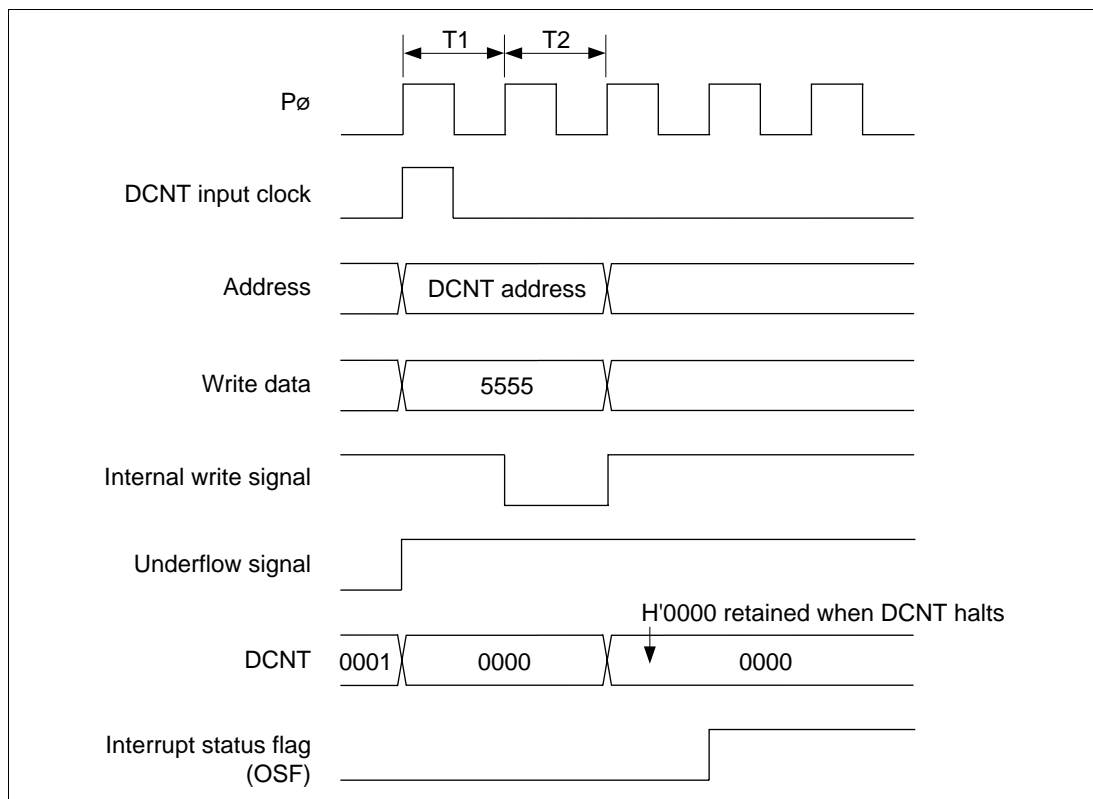 T1 T2
Pø
DCNT input clock
Address DCNT address
Write data 5555
Internal write signal
Underflow signal
H'0000 retained when DCNT halts
DCNT 0001 0000 0000
Interrupt status flag
(OSF)